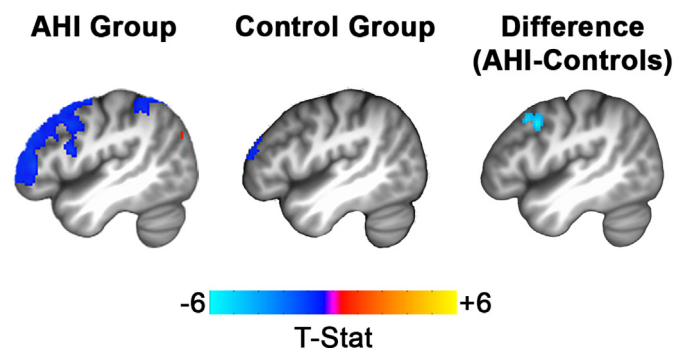 AHI Group
Control Group
Difference
(AHI-Controls)
-6
+6
T-Stat